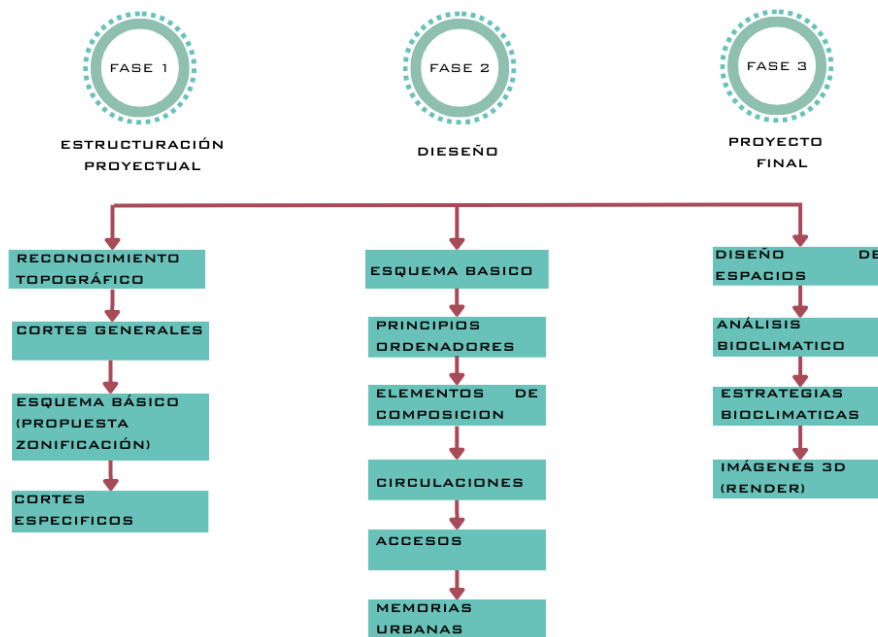 FASE 1
ESTRUCTURACIÓN
PROYECTUAL
RECONOCIMIENTO
TOPOGRÁFICO
CORTES GENERALES
ESQUEMA BÁSICO
(PROPUESTA
ZONIFICACIÓN)
CORTES
ESPECIFICOS
FASE 2
DIESEÑO
ESQUEMA BASICO
PRINCIPIOS
ORDENADORES
ELEMENTOS DE
COMPOSICION
CIRCULACIONES
ACCESOS
MEMORIAS
URBANAS
FASE 3
PROYECTO
FINAL
DISEÑO DE
ESPACIOS
ANÁLISIS
BIOCLIMATICO
ESTRATEGIAS
BIOCLIMATICAS
IMÁGENES 3D
(RENDER)